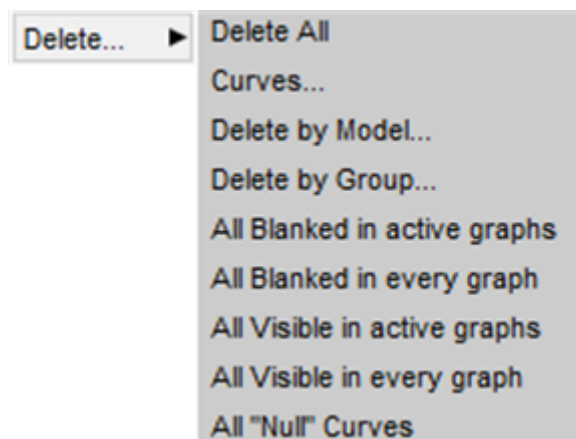 Delete...
Delete All
Curves...
Delete by Model...
Delete by Group...
All Blanked in active graphs
All Blanked in every graph
All Visible in active graphs
All Visible in every graph
All "Null" Curves